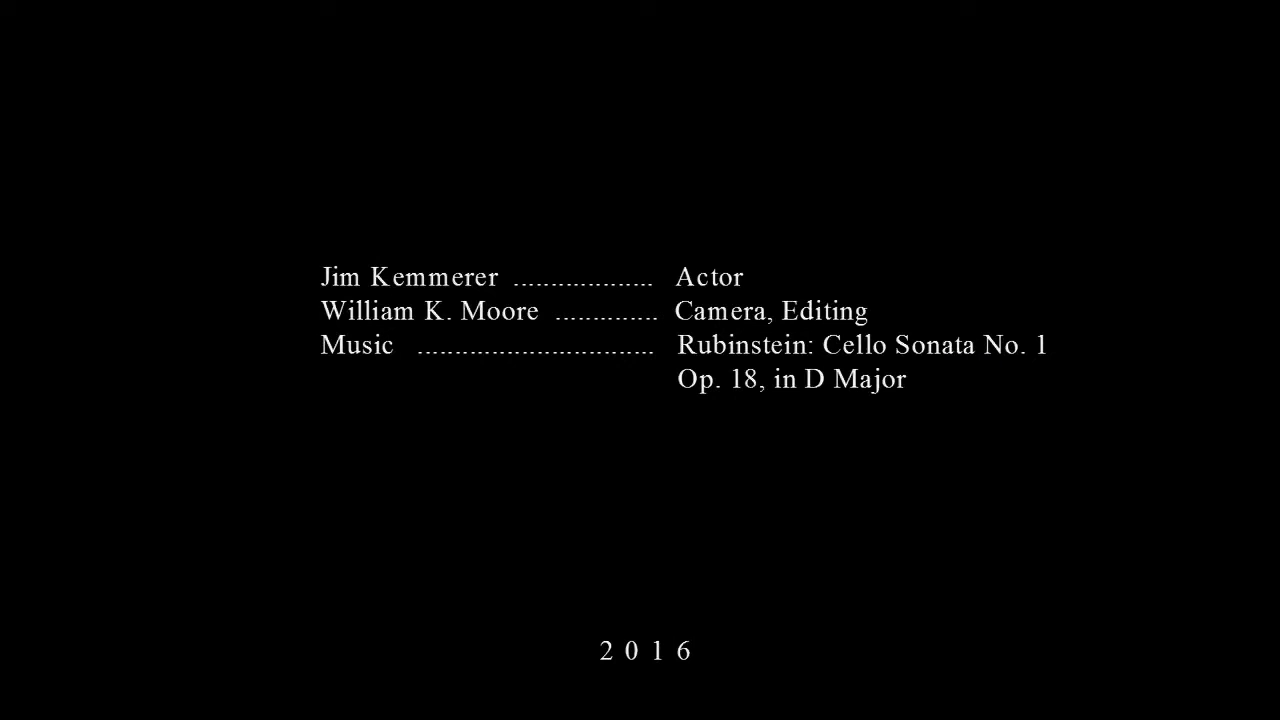 Jim Kemmerer ................... Actor
William K. Moore .............. Camera, Editing
Music ................................ Rubinstein: Cello Sonata No. 1
Op. 18, in D Major
2 0 1 6